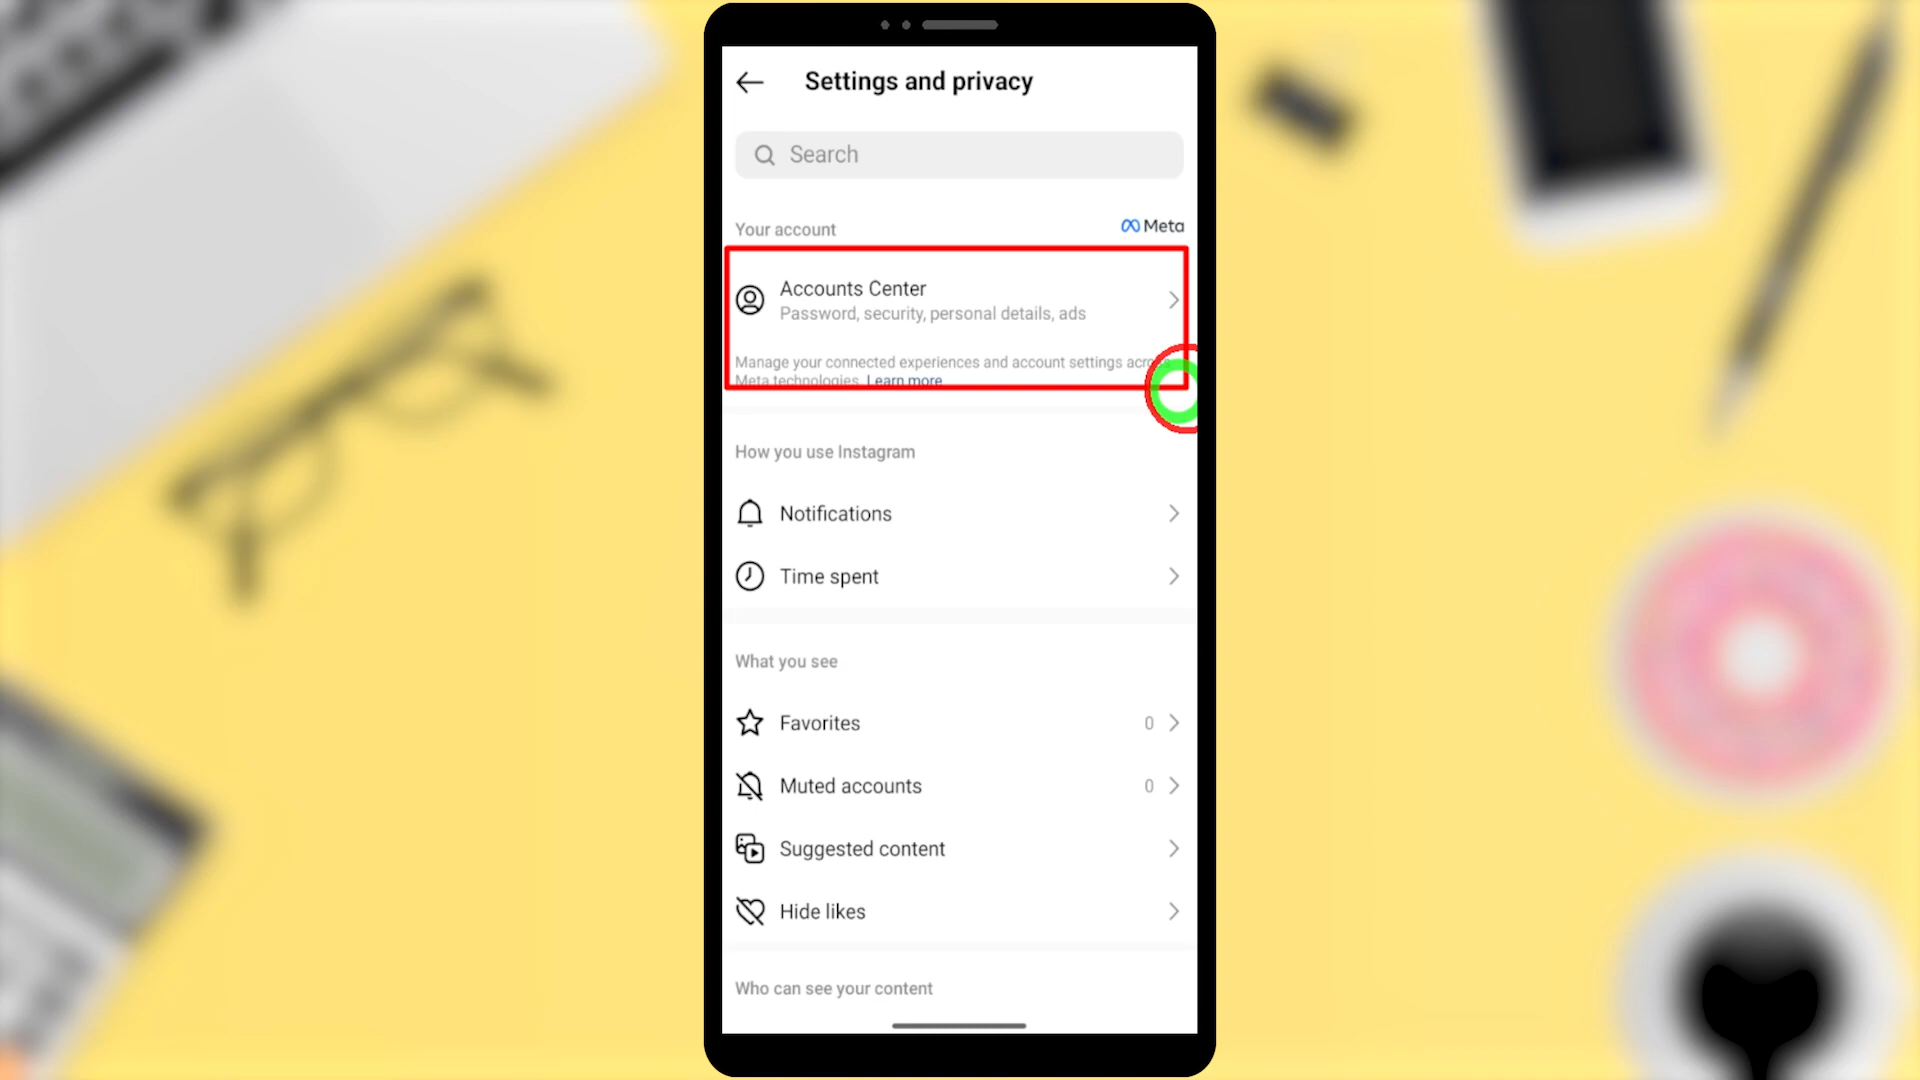 Settings and privacy
Search
Your account
Meta
Accounts Center
Password, security, personal details, ads
Manage your connected experiences and account settings across
Meta technologies. Learn more
How you use Instagram
Notifications
Time spent
What you see
Favorites 0
Muted accounts 0
Suggested content
Hide likes
Who can see your content